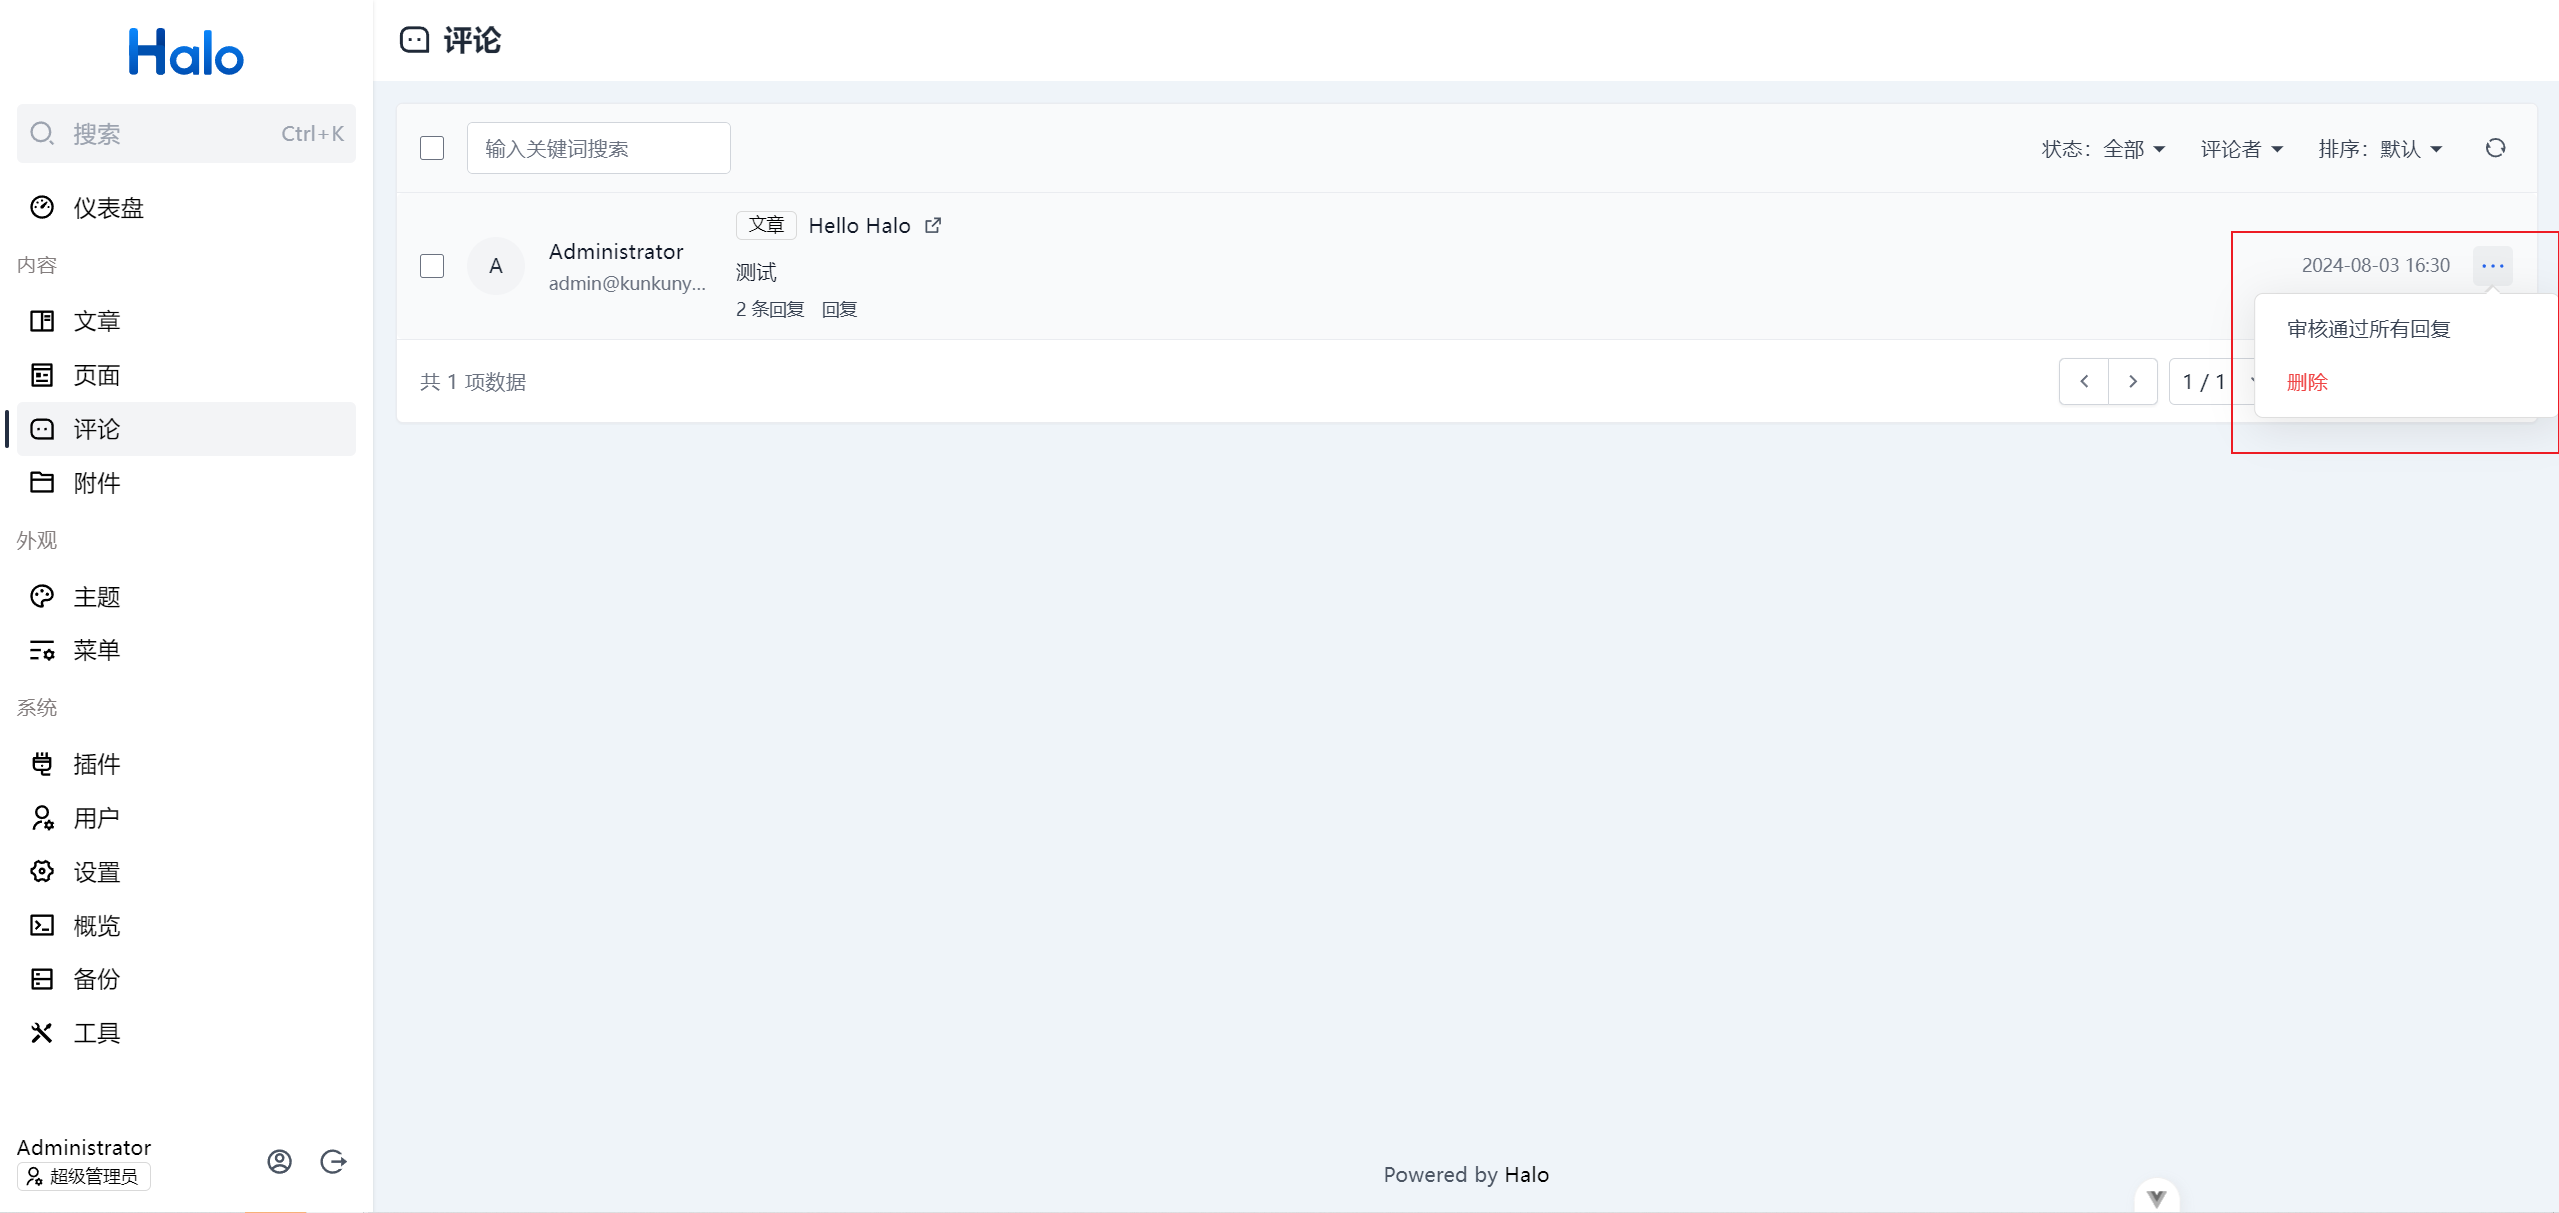 Halo
搜索 Ctrl+K
仪表盘
内容
文章
页面
评论
附件
外观
主题
菜单
系统
插件
用户
设置
概览
备份
工具
Administrator
超级管理员
评论
输入关键词搜索 状态：全部 评论者 排序：默认
A
Administrator
admin@kunkuny...
文章 Hello Halo
测试
2 条回复 回复
2024-08-03 16:30
审核通过所有回复
删除
共 1 项数据 1 / 1
Powered by Halo